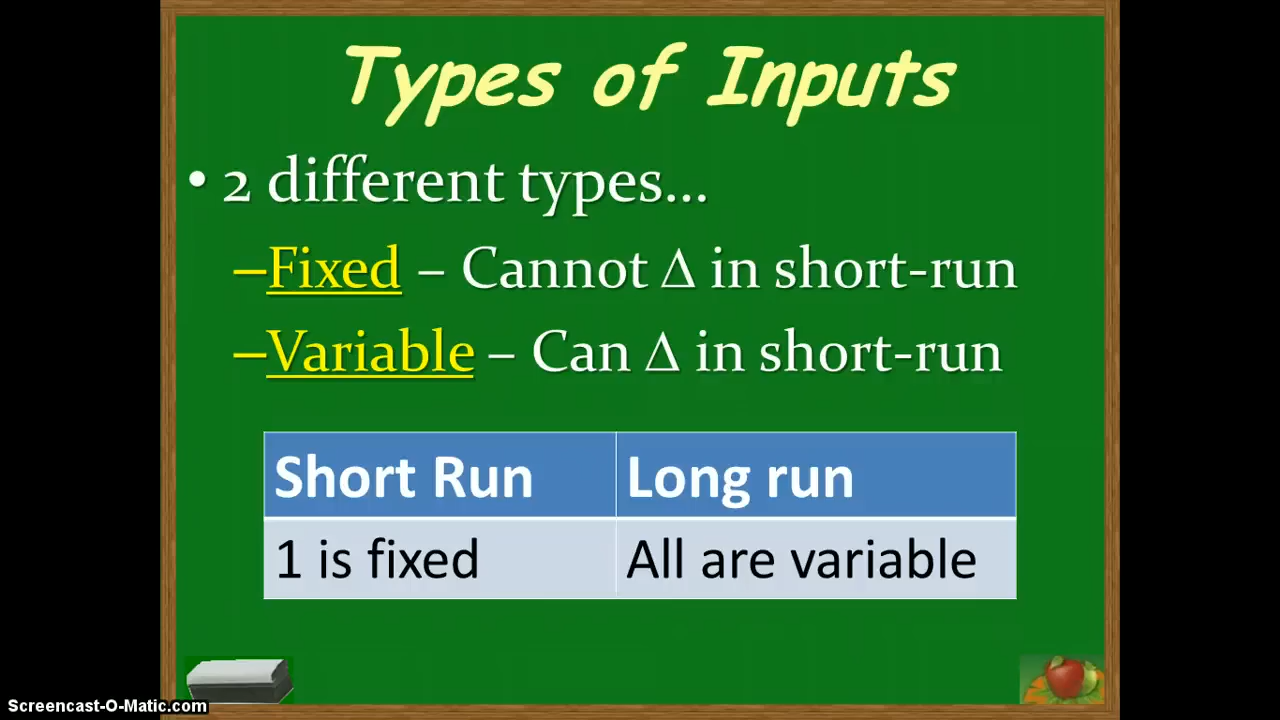 Types of Inputs
• 2 different types...
–Fixed – Cannot Δ in short-run
–Variable – Can Δ in short-run
Short Run Long run
1 is fixed All are variable
Screencast-O-Matic.com